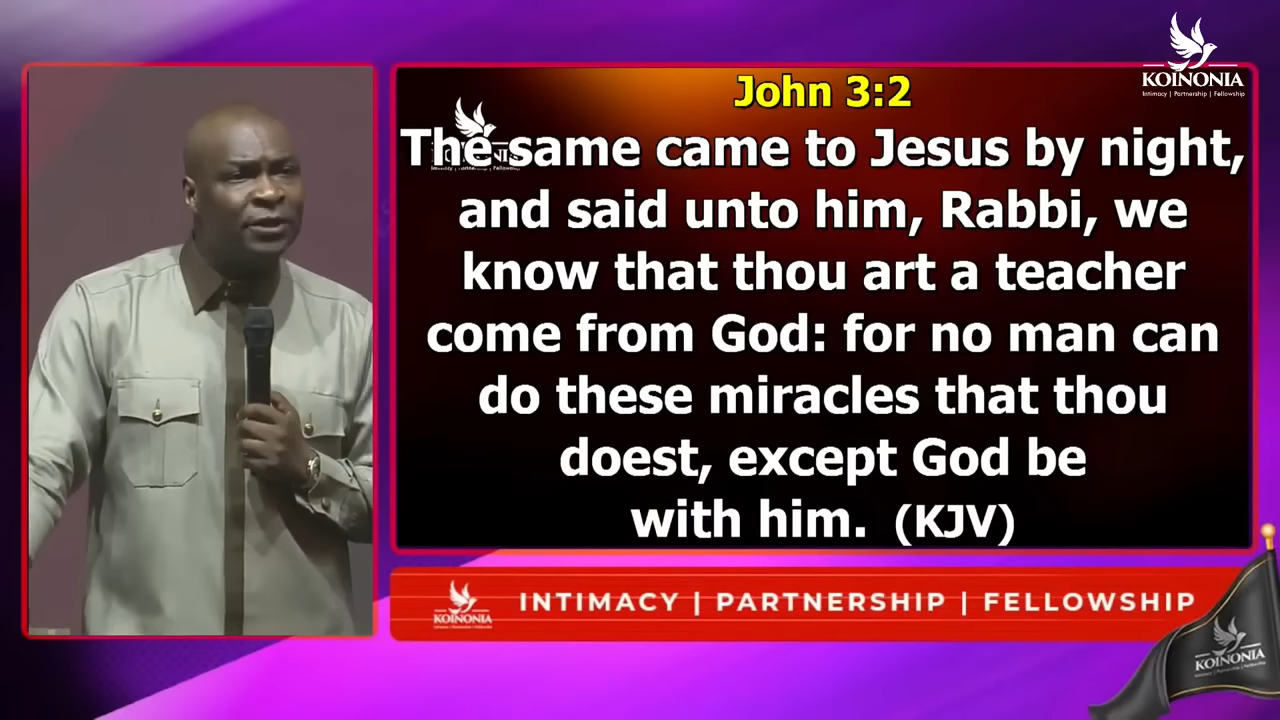 KOINONIA
Intimacy | Partnership | Fellowship
John 3:2
The same came to Jesus by night,
and said unto him, Rabbi, we
know that thou art a teacher
come from God: for no man can
do these miracles that thou
doest, except God be
with him. (KJV)
KOINONIA
INTIMACY | PARTNERSHIP | FELLOWSHIP
KOINONIA